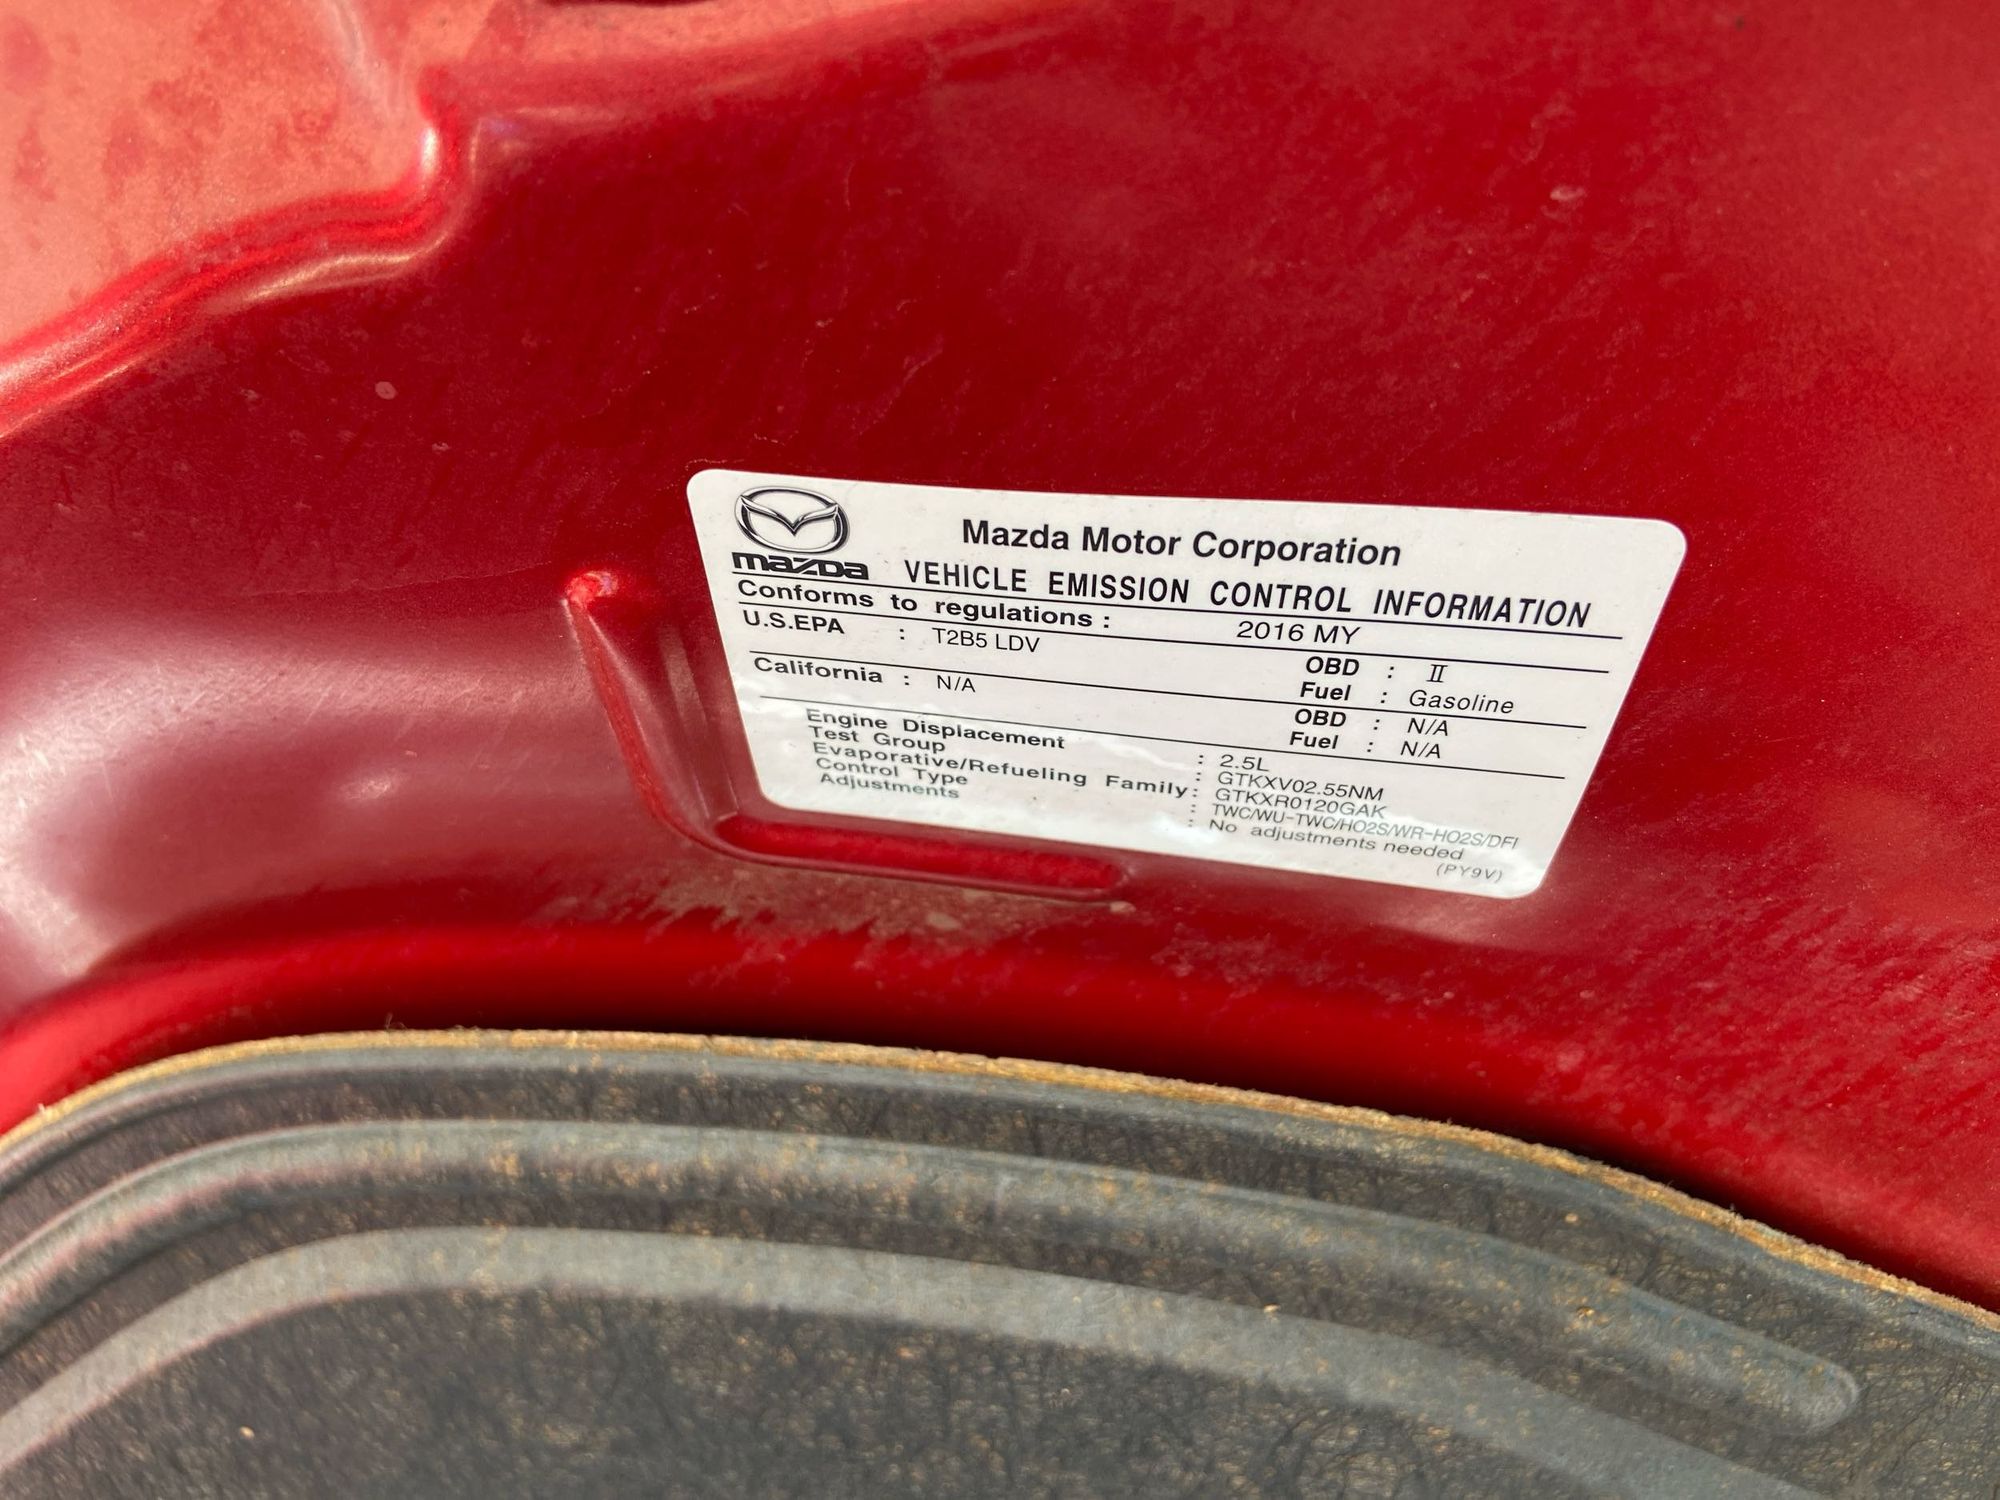 Mazda Motor Corporation
mazda VEHICLE EMISSION CONTROL INFORMATION
Conforms to regulations : 2016 MY
U.S.EPA : T2B5 LDV OBD : II
Fuel : Gasoline
California : N/A OBD : N/A
Fuel : N/A
Engine Displacement : 2.5L
Test Group : GTKXV02.55NM
Evaporative/Refueling Family: GTKXR0120GAK
Control Type : TWC/WU-TWC/HO2S/WR-HO2S/DFI
Adjustments : No adjustments needed
(PY9V)